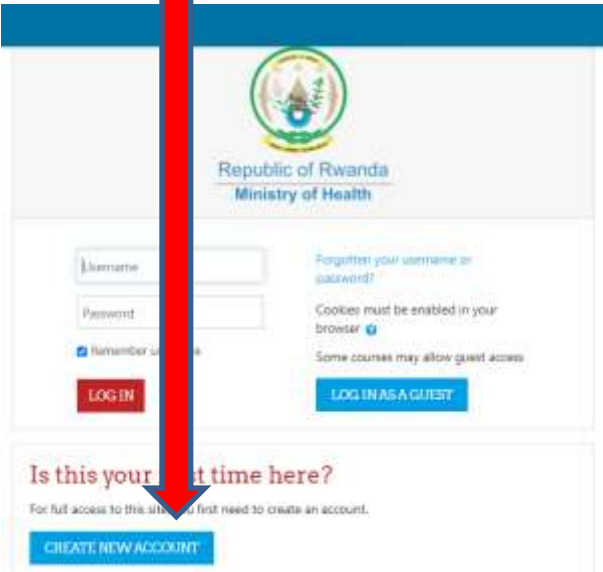 Republic of Rwanda
Ministry of Health
Username
Password
Remember
LOG IN
Forgotten your username or
password?
Cookies must be enabled in your
browser
Some courses may allow guest access
LOG IN AS A GUEST
Is this your time here?
For full access to this site first need to create an account.
CREATE NEW ACCOUNT